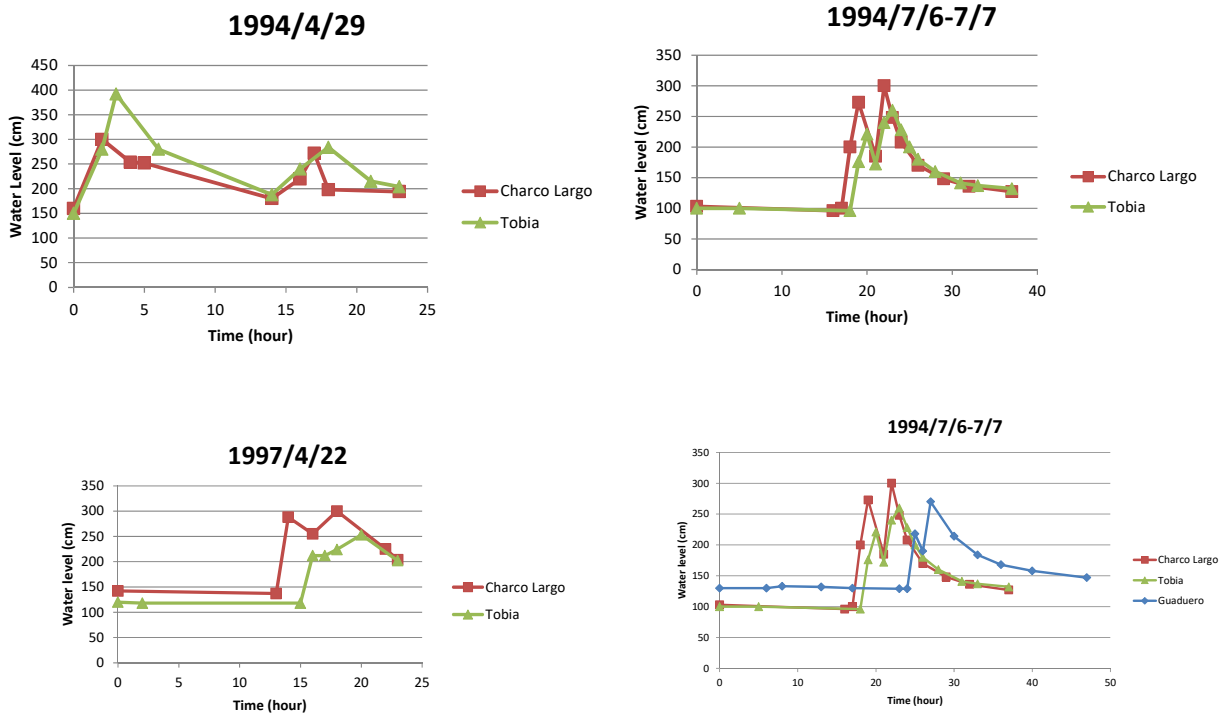 1994/4/29
450
400
350
300
250
200
150
100
50
0
Water Level (cm)
0 5 10 15 20 25
Time (hour)
Charco Largo
Tobia
1994/7/6-7/7
350
300
250
200
150
100
50
0
Water level (cm)
0 10 20 30 40
Time (hour)
Charco Largo
Tobia
1997/4/22
350
300
250
200
150
100
50
0
Water level (cm)
0 5 10 15 20 25
Time (hour)
Charco Largo
Tobia
1994/7/6-7/7
350
300
250
200
150
100
50
0
Water level (cm)
0 10 20 30 40 50
Time (hour)
Charco Largo
Tobia
Guaduero